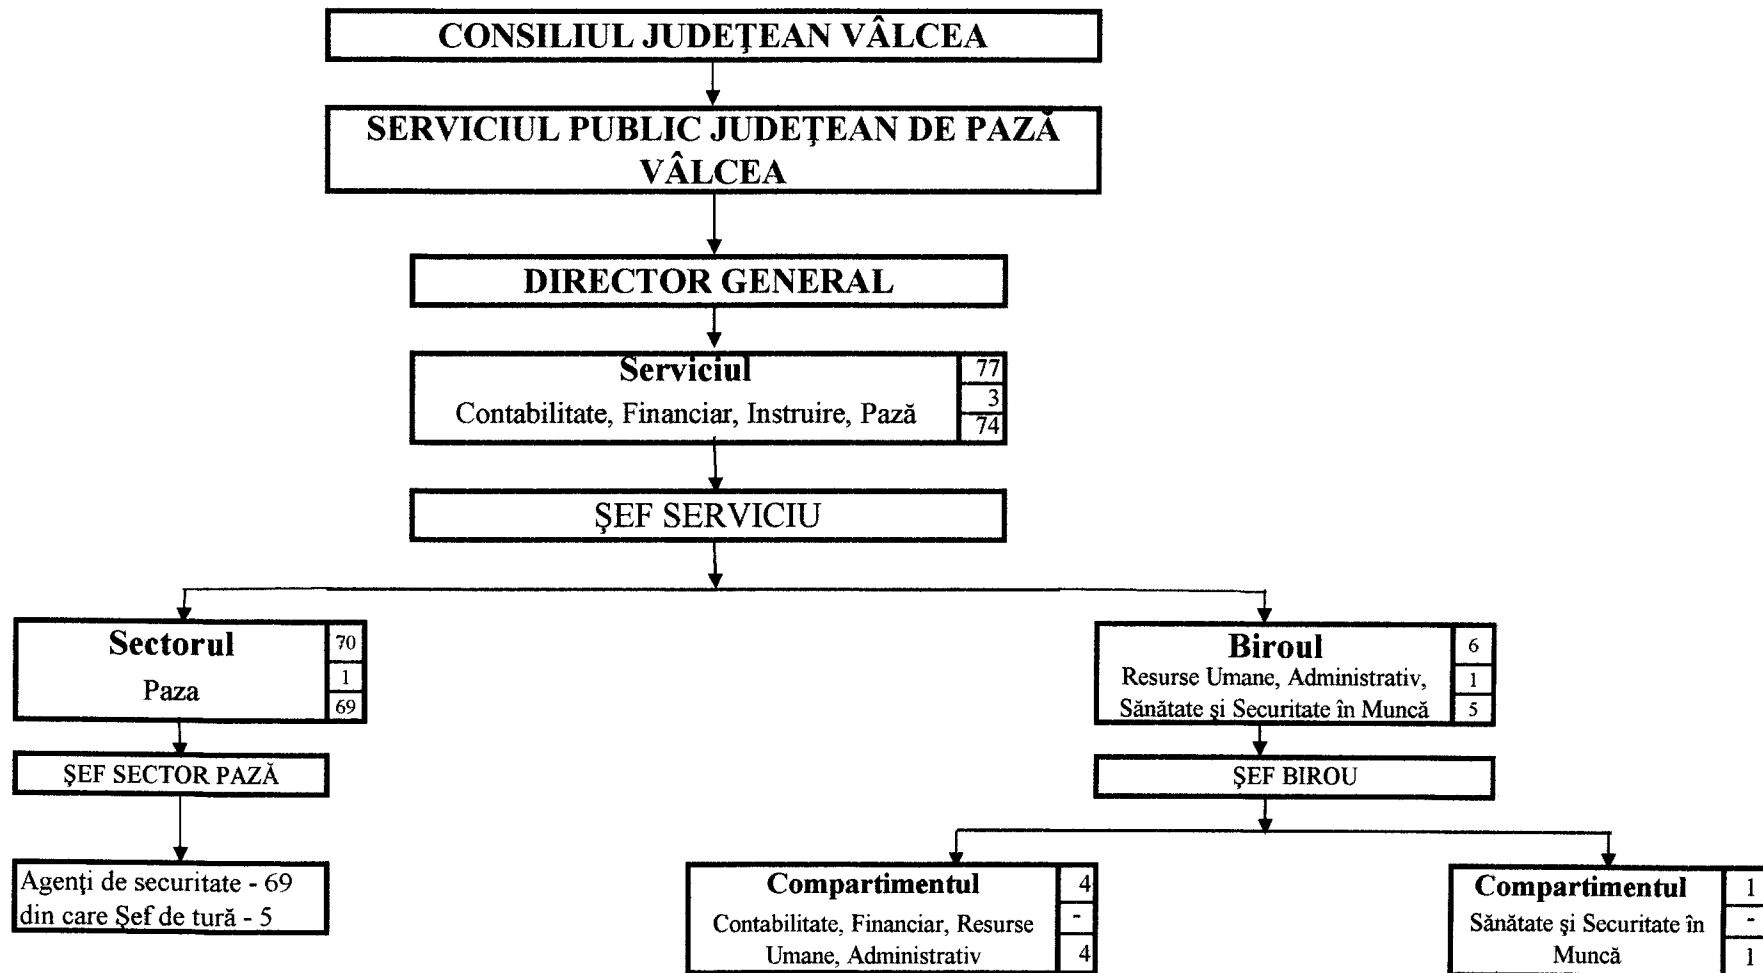 CONSILIUL JUDEŢEAN VÂLCEA
SERVICIUL PUBLIC JUDEŢEAN DE PAZĂ
VÂLCEA
DIRECTOR GENERAL
Serviciul
Contabilitate, Financiar, Instruire, Pază
77
3
74
ŞEF SERVICIU
Sectorul
Paza
70
1
69
Biroul
Resurse Umane, Administrativ,
Sănătate şi Securitate în Muncă
6
1
5
ŞEF SECTOR PAZĂ
ŞEF BIROU
Agenţi de securitate - 69
din care Şef de tură - 5
Compartimentul
Contabilitate, Financiar, Resurse
Umane, Administrativ
4
-
4
Compartimentul
Sănătate şi Securitate în
Muncă
1
-
1